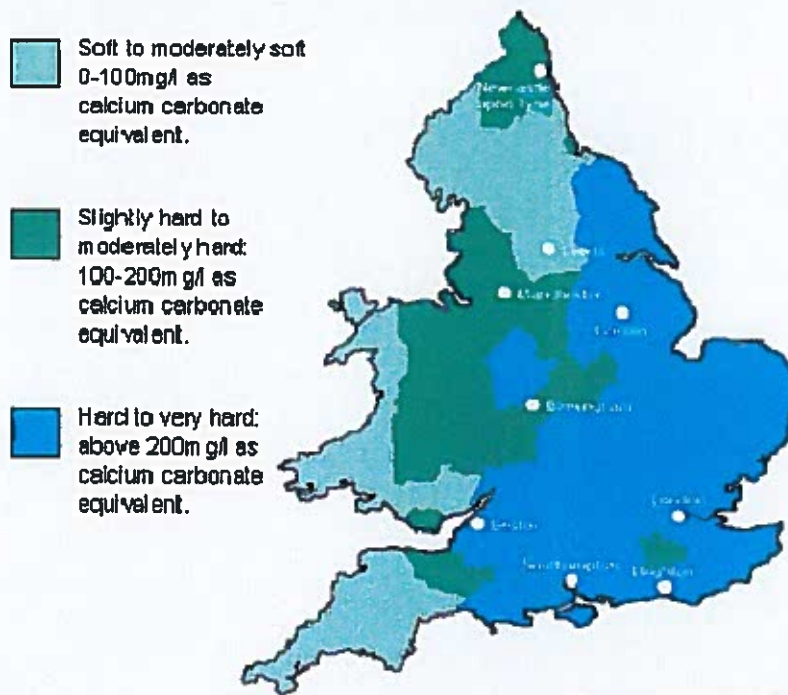 Soft to moderately soft
0-100mg/l as
calcium carbonate
equivalent.
Slightly hard to
moderately hard:
100-200mg/l as
calcium carbonate
equivalent.
Hard to very hard:
above 200mg/l as
calcium carbonate
equivalent.
Newcastle
upon Tyne
Leeds
Manchester
Birmingham
Bristol
London
Southampton
Brighton